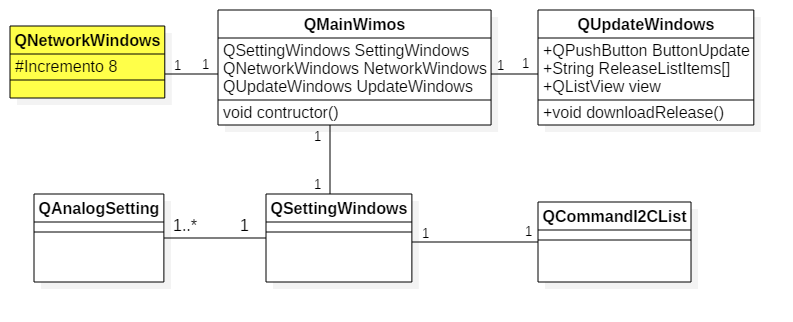 QNetworkWindows
#Incremento 8
1
1
QMainWimos
QSettingWindows SettingWindows
QNetworkWindows NetworkWindows
QUpdateWindows UpdateWindows
void contructor()
1
1
QUpdateWindows
+QPushButton ButtonUpdate
+String ReleaseListItems[]
+QListView view
+void downloadRelease()
1
1
QAnalogSetting
1..*
1
QSettingWindows
1
1
QCommandI2CList